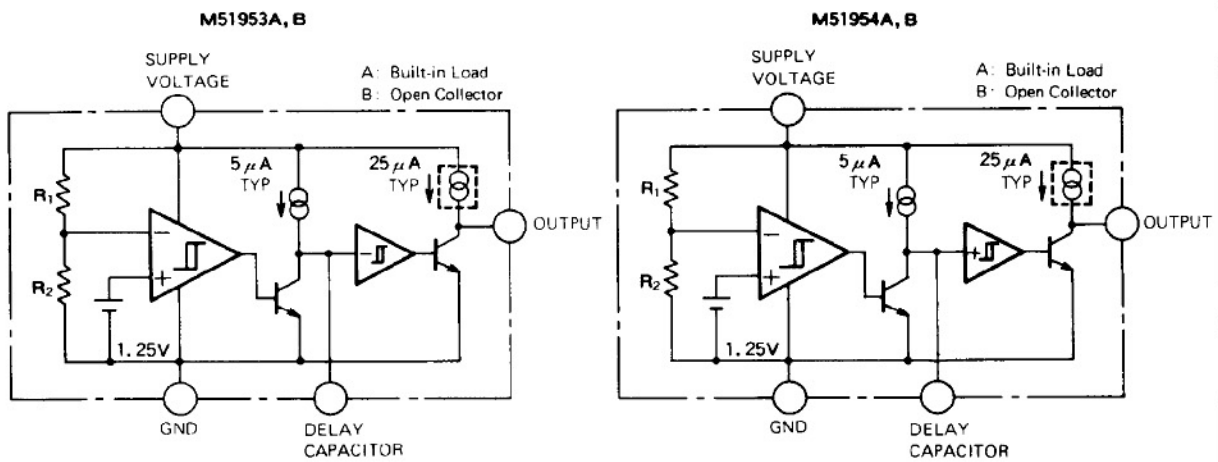 M51953A, B
SUPPLY
VOLTAGE
A: Built-in Load
B: Open Collector
R₁
R₂
5 μA
TYP
25 μA
TYP
−
+
−
1.25V
OUTPUT
GND
DELAY
CAPACITOR
M51954A, B
SUPPLY
VOLTAGE
A: Built-in Load
B: Open Collector
R₁
R₂
5 μA
TYP
25 μA
TYP
−
+
+
1.25V
OUTPUT
GND
DELAY
CAPACITOR